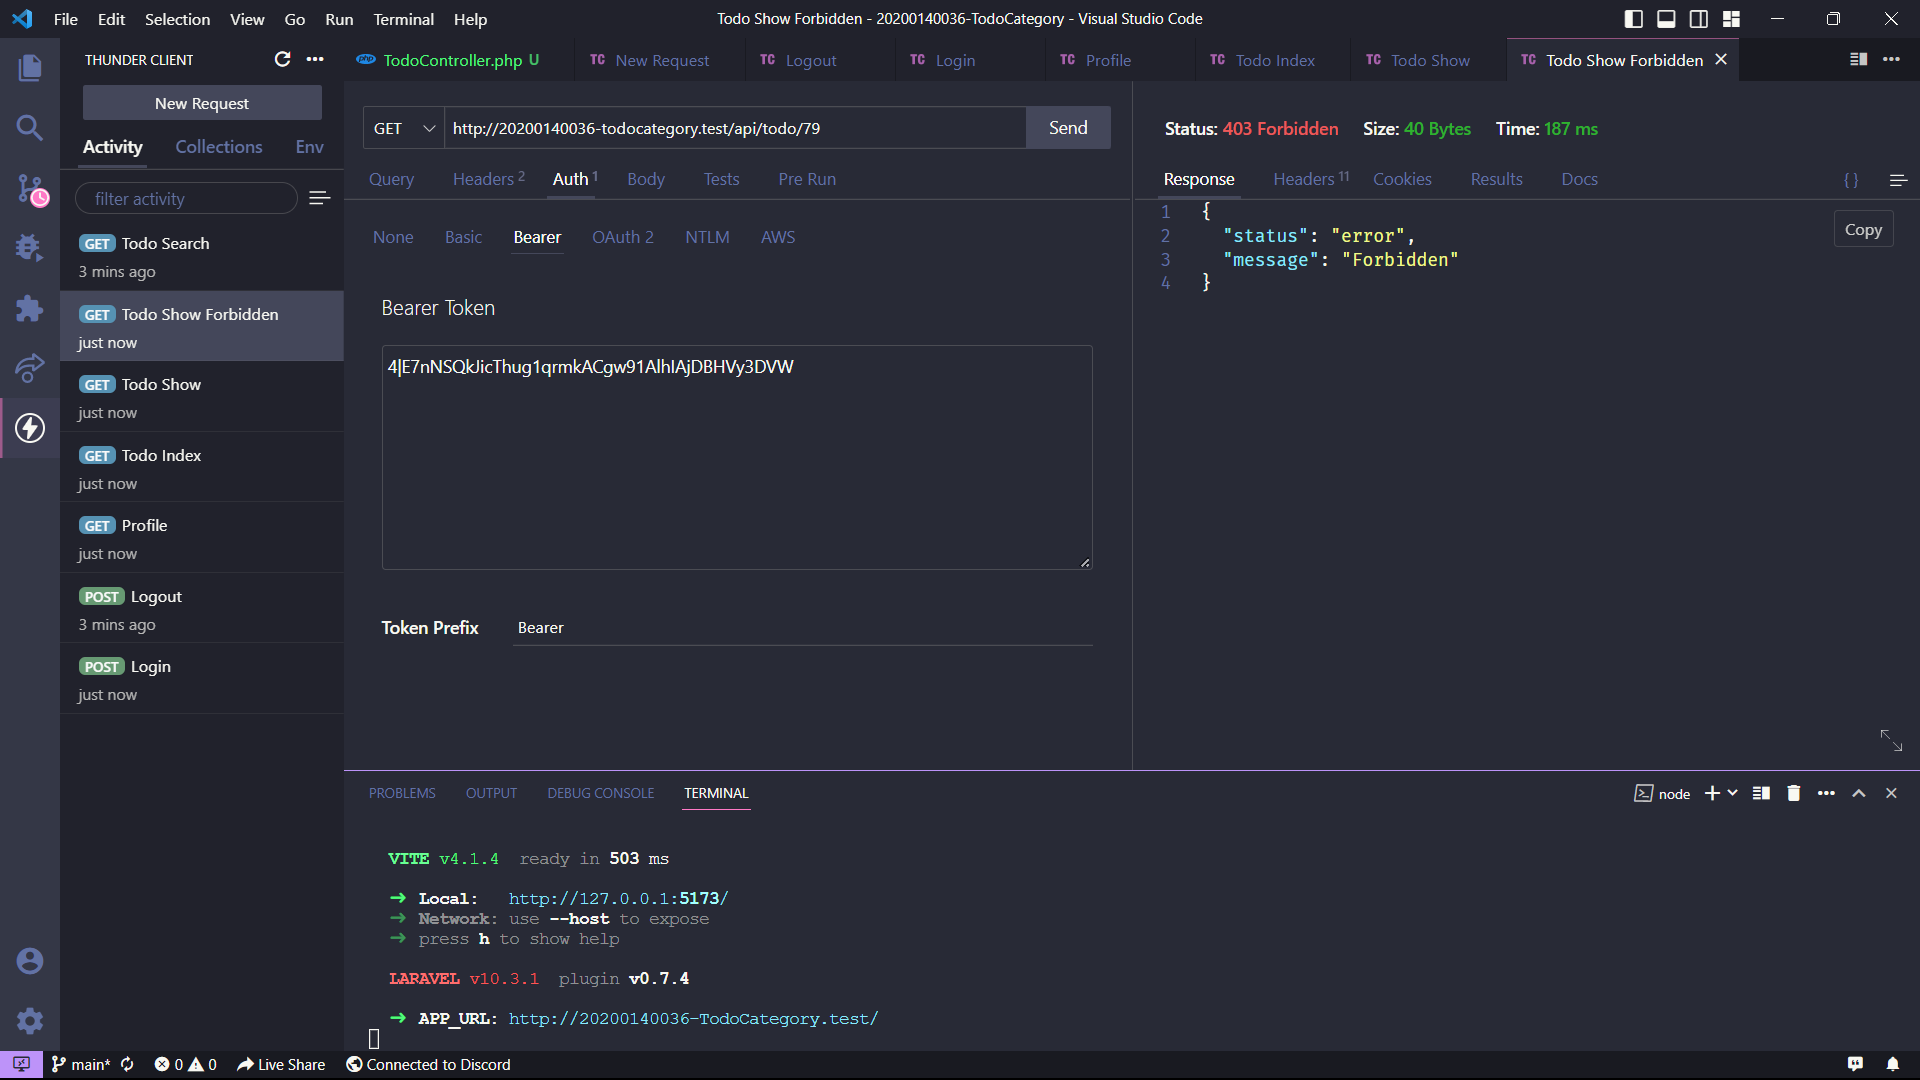 File Edit Selection View Go Run Terminal Help
Todo Show Forbidden - 20200140036-TodoCategory - Visual Studio Code
THUNDER CLIENT
New Request
Activity Collections Env
filter activity
GET Todo Search
3 mins ago
GET Todo Show Forbidden
just now
GET Todo Show
just now
GET Todo Index
just now
GET Profile
just now
POST Logout
3 mins ago
POST Login
just now
php TodoController.php U
TC New Request
TC Logout
TC Login
TC Profile
TC Todo Index
TC Todo Show
TC Todo Show Forbidden
GET http://20200140036-todocategory.test/api/todo/79 Send
Query Headers 2 Auth 1 Body Tests Pre Run
None Basic Bearer OAuth 2 NTLM AWS
Bearer Token
4|E7nNSQkJicThug1qrmkACgw91AlhIAjDBHVy3DVW
Token Prefix Bearer
Status: 403 Forbidden Size: 40 Bytes Time: 187 ms
Response Headers 11 Cookies Results Docs { }
1 {
2 "status": "error",
3 "message": "Forbidden"
4 }
Copy
PROBLEMS OUTPUT DEBUG CONSOLE TERMINAL
node
VITE v4.1.4 ready in 503 ms
➜ Local: http://127.0.0.1:5173/
➜ Network: use --host to expose
➜ press h to show help
LARAVEL v10.3.1 plugin v0.7.4
➜ APP_URL: http://20200140036-TodoCategory.test/
main* 0 0 Live Share Connected to Discord